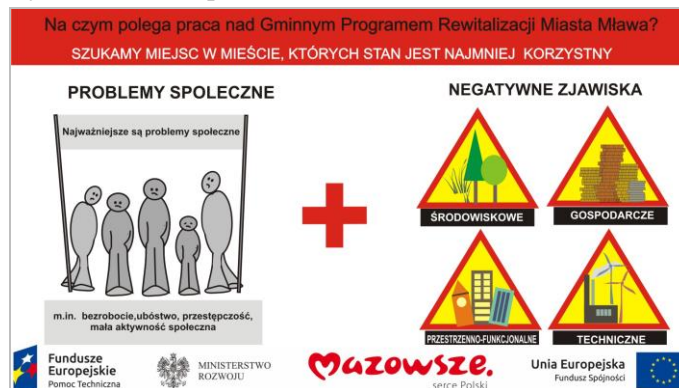 Na czym polega praca nad Gminnym Programem Rewitalizacji Miasta Mława?
SZUKAMY MIEJSC W MIEŚCIE, KTÓRYCH STAN JEST NAJMNIEJ KORZYSTNY
PROBLEMY SPOŁECZNE
Najważniejsze są problemy społeczne
m.in. bezrobocie,ubóstwo, przestępczość,
mała aktywność społeczna
NEGATYWNE ZJAWISKA
ŚRODOWISKOWE
GOSPODARCZE
PRZESTRZENNO-FUNKCJONALNE
TECHNICZNE
Fundusze
Europejskie
Pomoc Techniczna
MINISTERSTWO
ROZWOJU
Mazowsze.
serce Polski
Unia Europejska
Fundusz Spójności